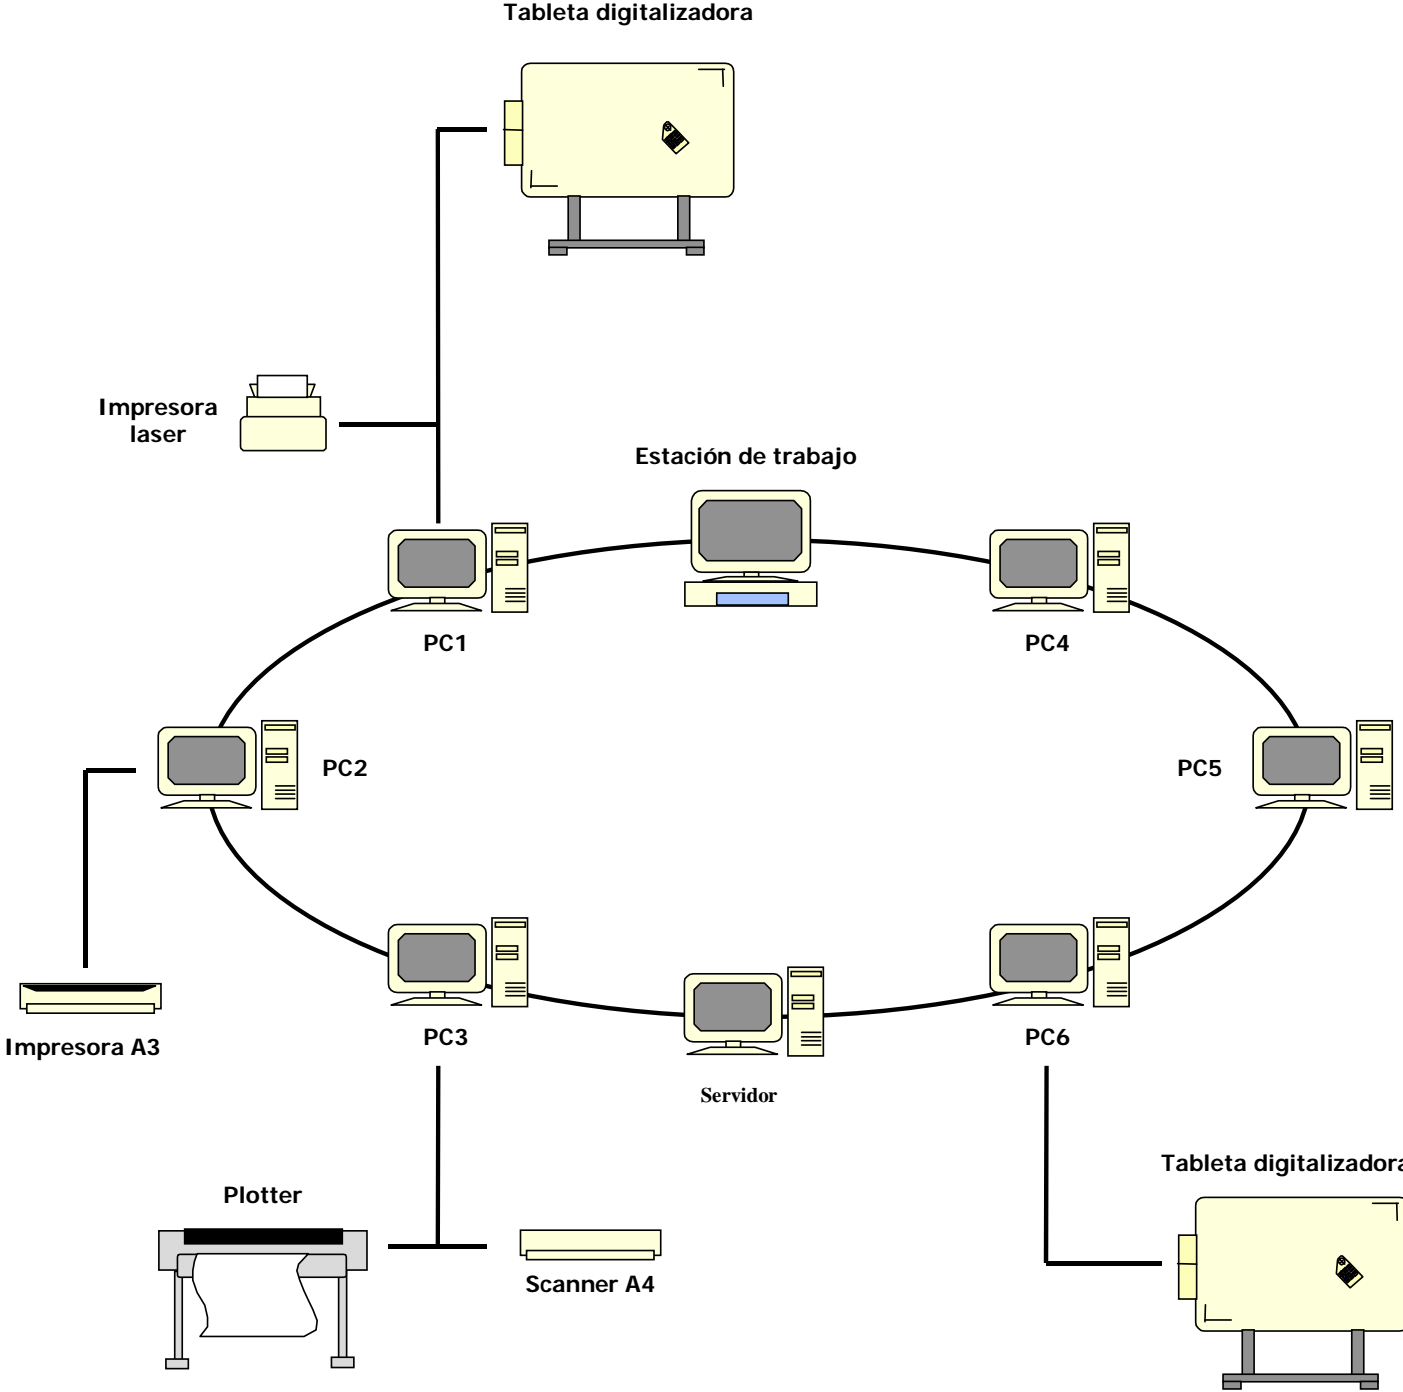 Tableta digitalizadora
Impresora
laser
Estación de trabajo
PC1
PC4
PC2
PC5
PC3
PC6
Impresora A3
Servidor
Tableta digitalizadora
Plotter
Scanner A4